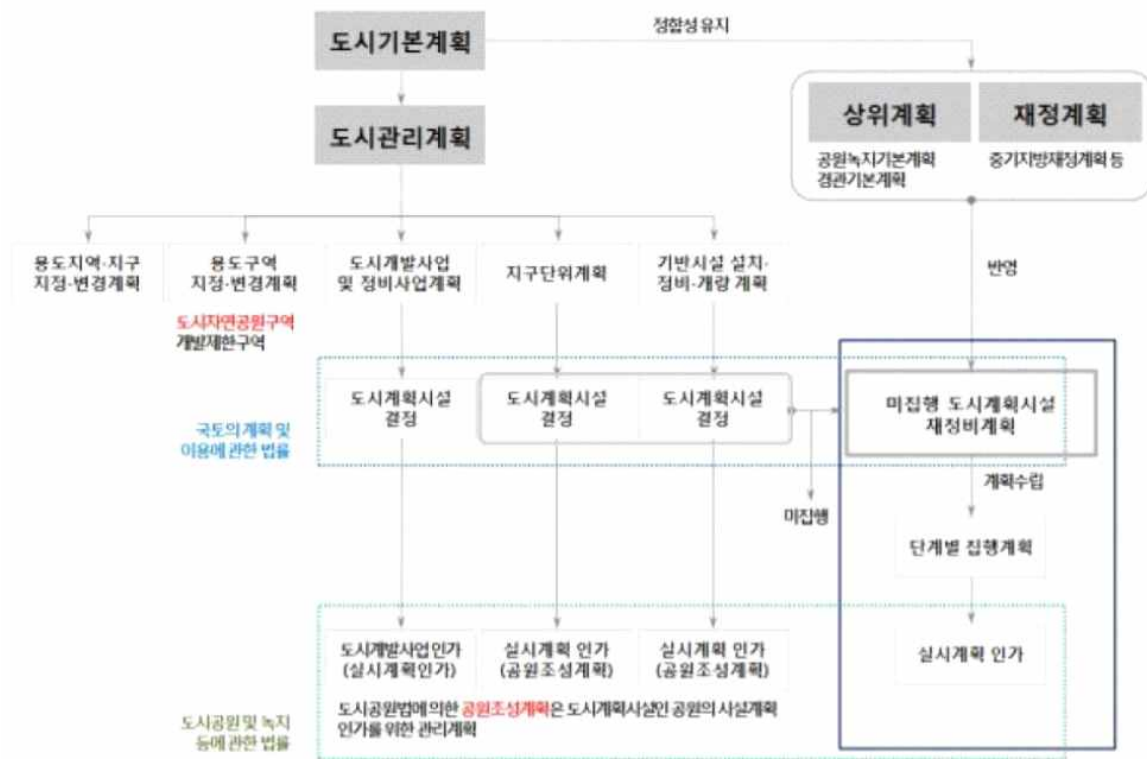 도시기본계획
정합성 유지
도시관리계획
상위계획
재정계획
공원녹지기본계획
경관기본계획
중기지방재정계획 등
용도지역·지구
지정·변경계획
용도구역
지정·변경계획
도시개발사업
및 정비사업계획
지구단위계획
기반시설 설치·
정비·개량 계획
반영
도시자연공원구역
개발제한구역
도시계획시설
결정
도시계획시설
결정
도시계획시설
결정
미집행 도시계획시설
재정비계획
국토의 계획 및
이용에 관한 법률
계획수립
미집행
단계별 집행계획
도시개발사업 인가
(실시계획인가)
실시계획 인가
(공원조성계획)
실시계획 인가
(공원조성계획)
실시계획 인가
도시공원법에 의한 공원조성계획은 도시계획시설인 공원의 시설계획
인가를 위한 관리계획
도시공원 및 녹지
등에 관한 법률